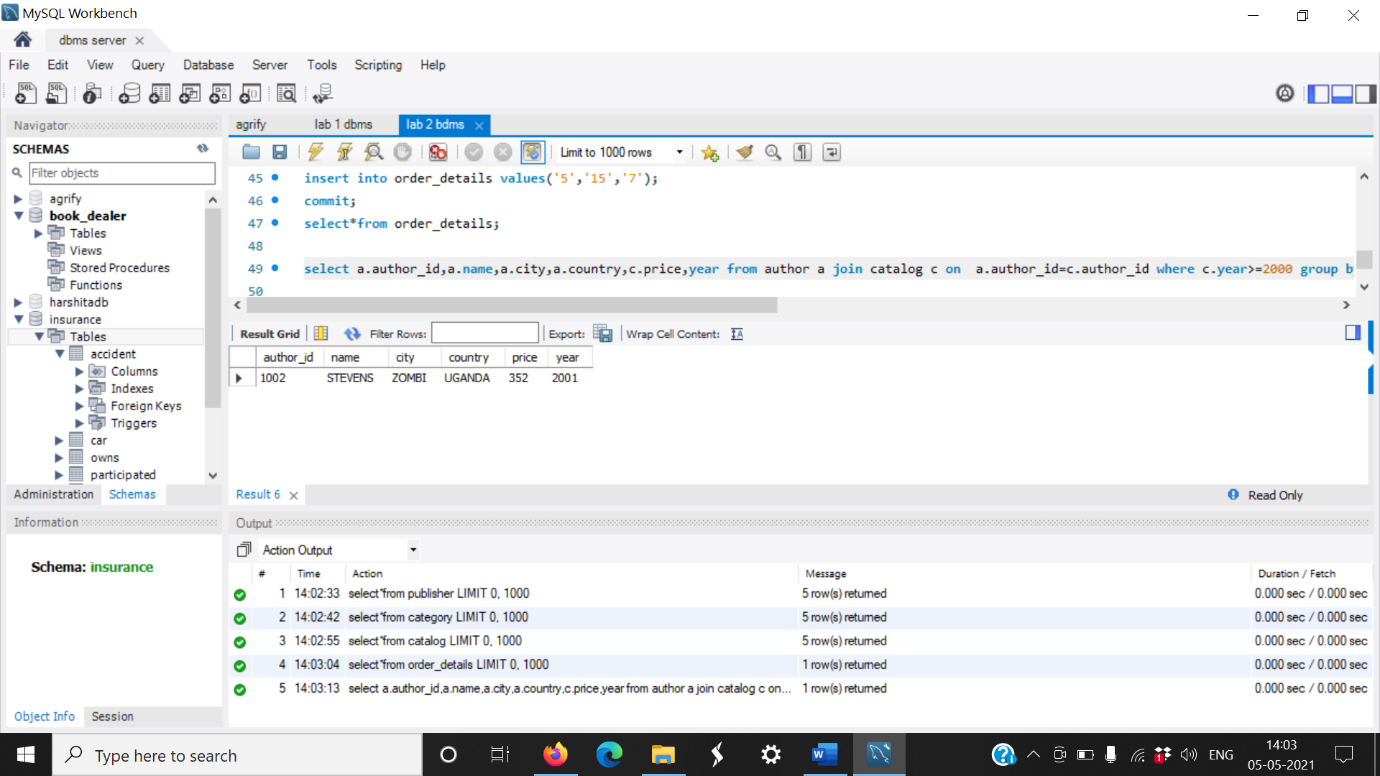 MySQL Workbench
dbms server
File Edit View Query Database Server Tools Scripting Help
Navigator
SCHEMAS
Filter objects
agrify
book_dealer
Tables
Views
Stored Procedures
Functions
harshitadb
insurance
Tables
accident
Columns
Indexes
Foreign Keys
Triggers
car
owns
participated
Administration Schemas
Information
Schema: insurance
Object Info Session
agrify lab 1 dbms lab 2 bdms
Limit to 1000 rows
45 insert into order_details values('5','15','7');
46 commit;
47 select*from order_details;
48
49 select a.author_id,a.name,a.city,a.country,c.price,year from author a join catalog c on a.author_id=c.author_id where c.year>=2000 group b
50
Result Grid Filter Rows: Export: Wrap Cell Content:
author_id name city country price year
1002 STEVENS ZOMBI UGANDA 352 2001
Result 6 Read Only
Output
Action Output
# Time Action Message Duration / Fetch
1 14:02:33 select*from publisher LIMIT 0, 1000 5 row(s) returned 0.000 sec / 0.000 sec
2 14:02:42 select*from category LIMIT 0, 1000 5 row(s) returned 0.000 sec / 0.000 sec
3 14:02:55 select*from catalog LIMIT 0, 1000 5 row(s) returned 0.000 sec / 0.000 sec
4 14:03:04 select*from order_details LIMIT 0, 1000 1 row(s) returned 0.000 sec / 0.000 sec
5 14:03:13 select a.author_id,a.name,a.city,a.country,c.price,year from author a join catalog c on... 1 row(s) returned 0.000 sec / 0.000 sec
Type here to search
ENG
14:03
05-05-2021